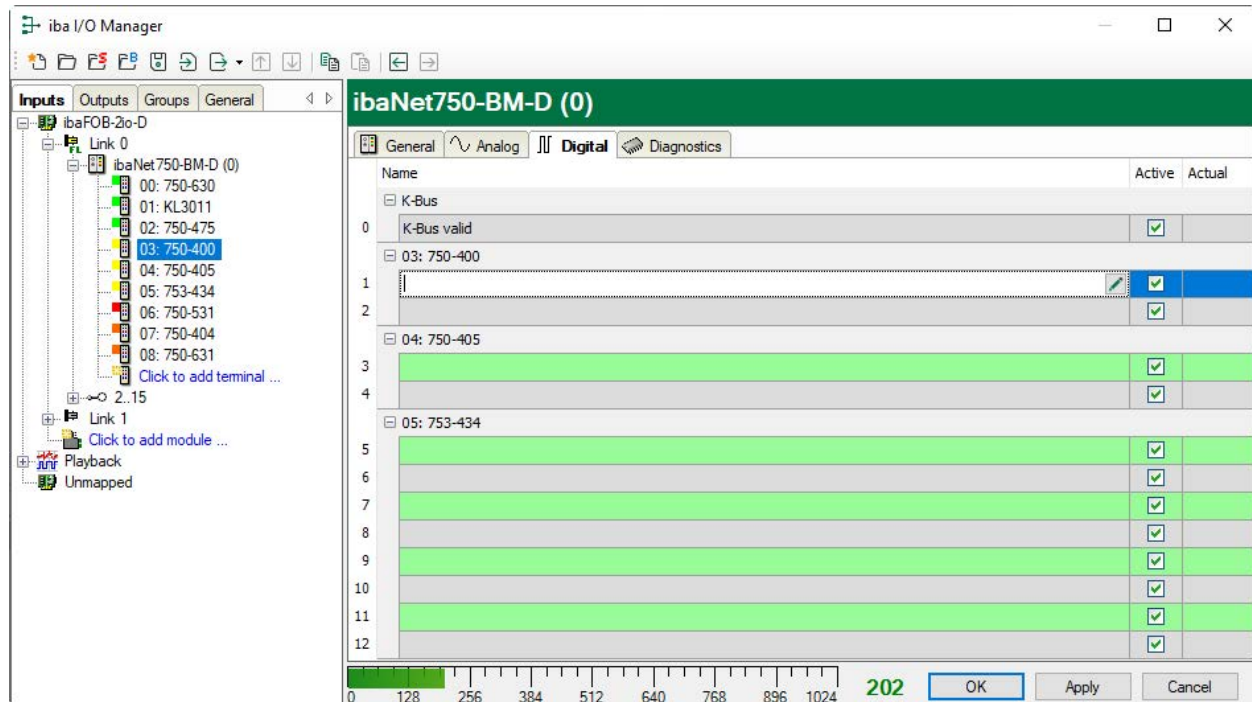 iba I/O Manager
Inputs Outputs Groups General
ibaFOB-2io-D
Link 0
FL
ibaNet750-BM-D (0)
00: 750-630
01: KL3011
02: 750-475
03: 750-400
04: 750-405
05: 753-434
06: 750-531
07: 750-404
08: 750-631
Click to add terminal ...
2..15
Link 1
Click to add module ...
Playback
Unmapped
ibaNet750-BM-D (0)
General Analog Digital Diagnostics
Name Active Actual
K-Bus
0 K-Bus valid
03: 750-400
1
2
04: 750-405
3
4
05: 753-434
5
6
7
8
9
10
11
12
0 128 256 384 512 640 768 896 1024 202 OK Apply Cancel